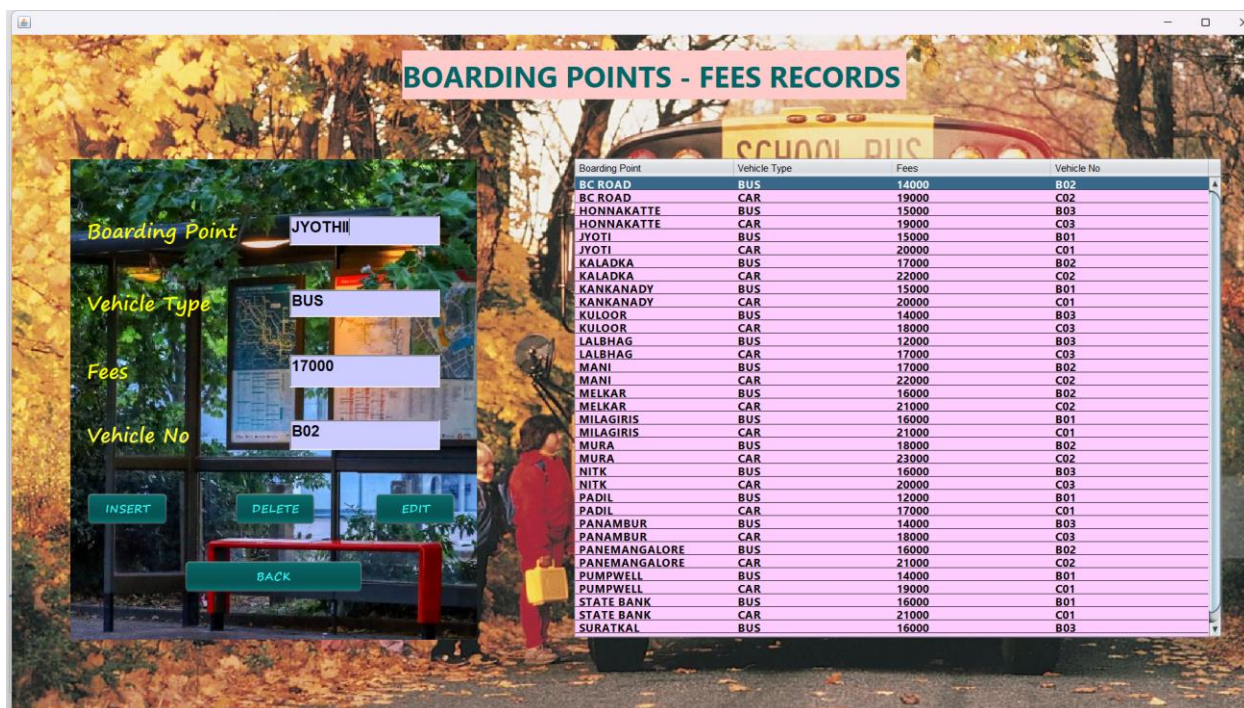 BOARDING POINTS - FEES RECORDS
SCHOOL BUS
Boarding Point JYOTHII
Vehicle Type BUS
Fees 17000
Vehicle No B02
INSERT DELETE EDIT
BACK
Boarding Point Vehicle Type Fees Vehicle No
BC ROAD BUS 14000 B02
BC ROAD CAR 19000 C02
HONNAKATTE BUS 15000 B03
HONNAKATTE CAR 19000 C03
JYOTI BUS 15000 B01
JYOTI CAR 20000 C01
KALADKA BUS 17000 B02
KALADKA CAR 22000 C02
KANKANADY BUS 15000 B01
KANKANADY CAR 20000 C01
KULOOR BUS 14000 B03
KULOOR CAR 18000 C03
LALBHAG BUS 12000 B03
LALBHAG CAR 17000 C03
MANI BUS 17000 B02
MANI CAR 22000 C02
MELKAR BUS 16000 B02
MELKAR CAR 21000 C02
MILAGIRIS BUS 16000 B01
MILAGIRIS CAR 21000 C01
MURA BUS 18000 B02
MURA CAR 23000 C02
NITK BUS 16000 B03
NITK CAR 20000 C03
PADIL BUS 12000 B01
PADIL CAR 17000 C01
PANAMBUR BUS 14000 B03
PANAMBUR CAR 18000 C03
PANEMANGALORE BUS 16000 B02
PANEMANGALORE CAR 21000 C02
PUMPWELL BUS 14000 B01
PUMPWELL CAR 19000 C01
STATE BANK BUS 16000 B01
STATE BANK CAR 21000 C01
SURATKAL BUS 16000 B03